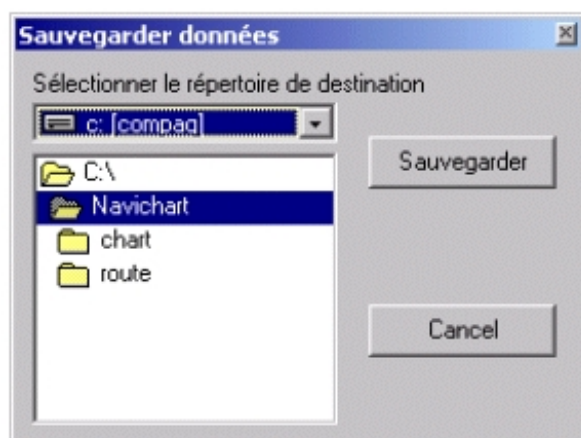 Sauvegarder données
Sélectionner le répertoire de destination
c: [compaq]
Sauvegarder
C:\
Navichart
chart
route
Cancel